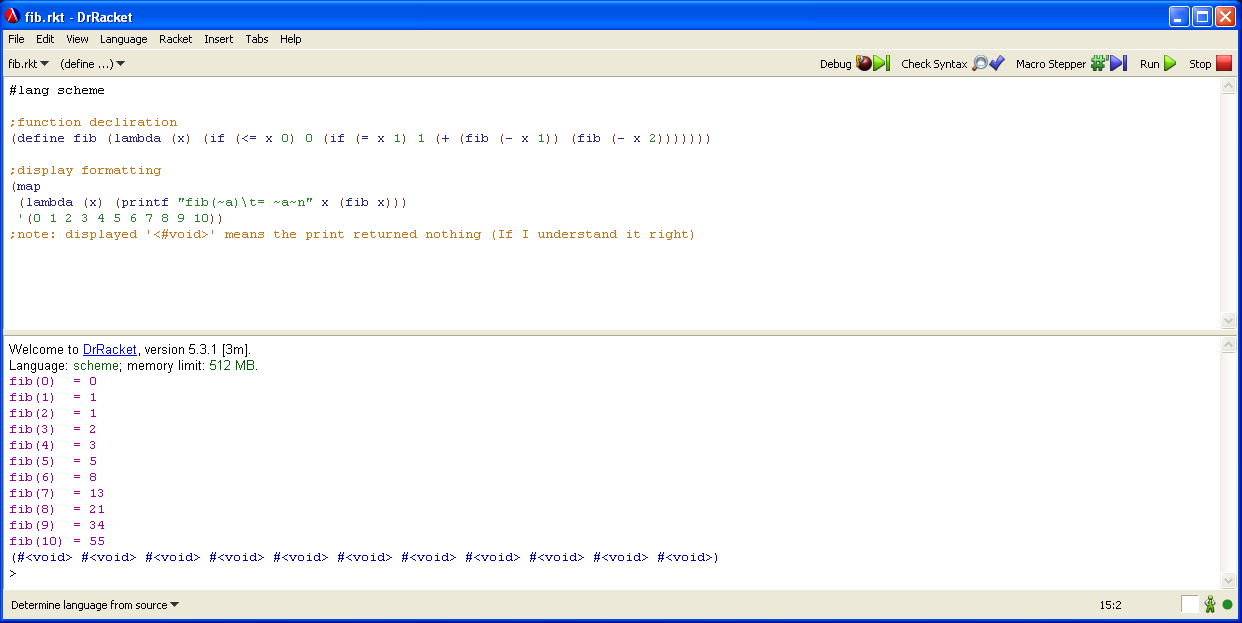 fib.rkt - DrRacket
File Edit View Language Racket Insert Tabs Help
fib.rkt (define ...) Debug Check Syntax Macro Stepper Run Stop
#lang scheme
;function decliration
(define fib (lambda (x) (if (<= x 0) 0 (if (= x 1) 1 (+ (fib (- x 1)) (fib (- x 2)))))))
;display formatting
(map
(lambda (x) (printf "fib(~a)\t= ~a~n" x (fib x)))
'(0 1 2 3 4 5 6 7 8 9 10))
;note: displayed '<#void>' means the print returned nothing (If I understand it right)
Welcome to DrRacket, version 5.3.1 [3m].
Language: scheme; memory limit: 512 MB.
fib(0) = 0
fib(1) = 1
fib(2) = 1
fib(3) = 2
fib(4) = 3
fib(5) = 5
fib(6) = 8
fib(7) = 13
fib(8) = 21
fib(9) = 34
fib(10) = 55
(#<void> #<void> #<void> #<void> #<void> #<void> #<void> #<void> #<void> #<void> #<void>)
>
Determine language from source 15:2